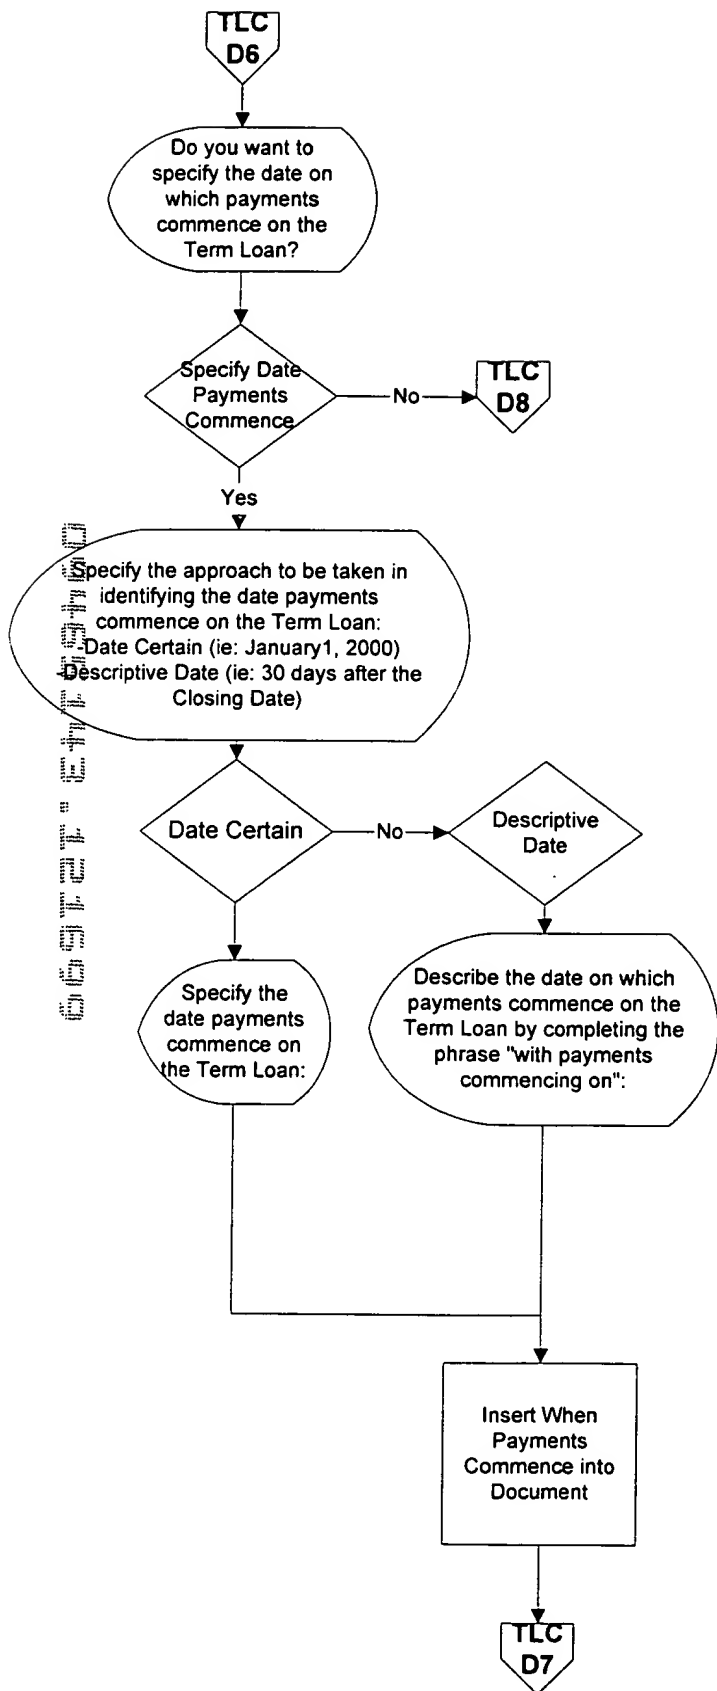 TLC
D6
Do you want to
specify the date on
which payments
commence on the
Term Loan?
Specify Date
Payments
Commence
No
TLC
D8
Yes
Specify the approach to be taken in
identifying the date payments
commence on the Term Loan:
-Date Certain (ie: January1, 2000)
-Descriptive Date (ie: 30 days after the
Closing Date)
Date Certain
No
Descriptive
Date
Specify the
date payments
commence on
the Term Loan:
Describe the date on which
payments commence on the
Term Loan by completing the
phrase "with payments
commencing on":
Insert When
Payments
Commence into
Document
TLC
D7